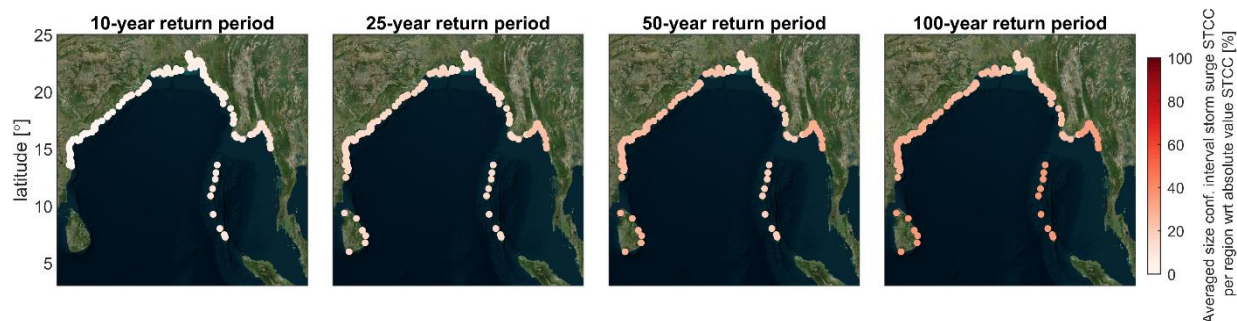 10-year return period
25-year return period
50-year return period
100-year return period
25
20
15
10
5
latitude [°]
100
80
60
40
20
0
Averaged size conf. interval storm surge STCC
per region wrt absolute value STCC [%]